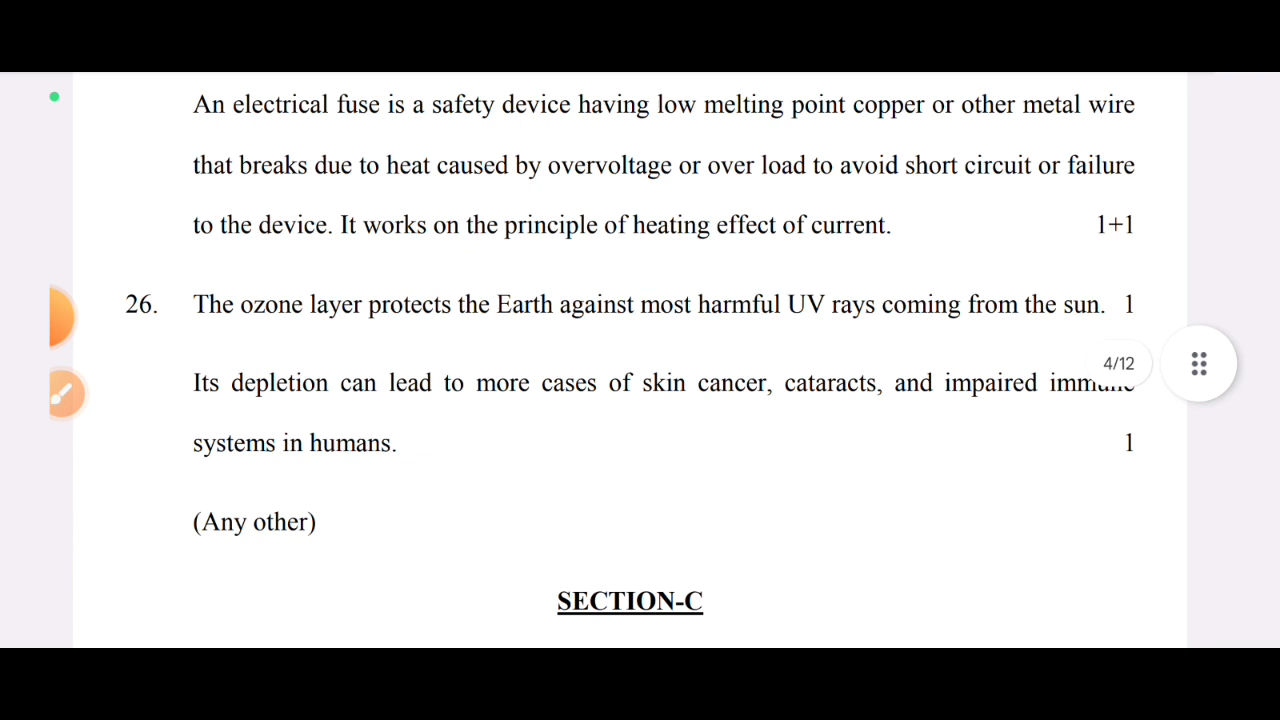 An electrical fuse is a safety device having low melting point copper or other metal wire
that breaks due to heat caused by overvoltage or over load to avoid short circuit or failure
to the device. It works on the principle of heating effect of current. 1+1
26. The ozone layer protects the Earth against most harmful UV rays coming from the sun. 1
4/12
Its depletion can lead to more cases of skin cancer, cataracts, and impaired immune
systems in humans. 1
(Any other)
SECTION-C